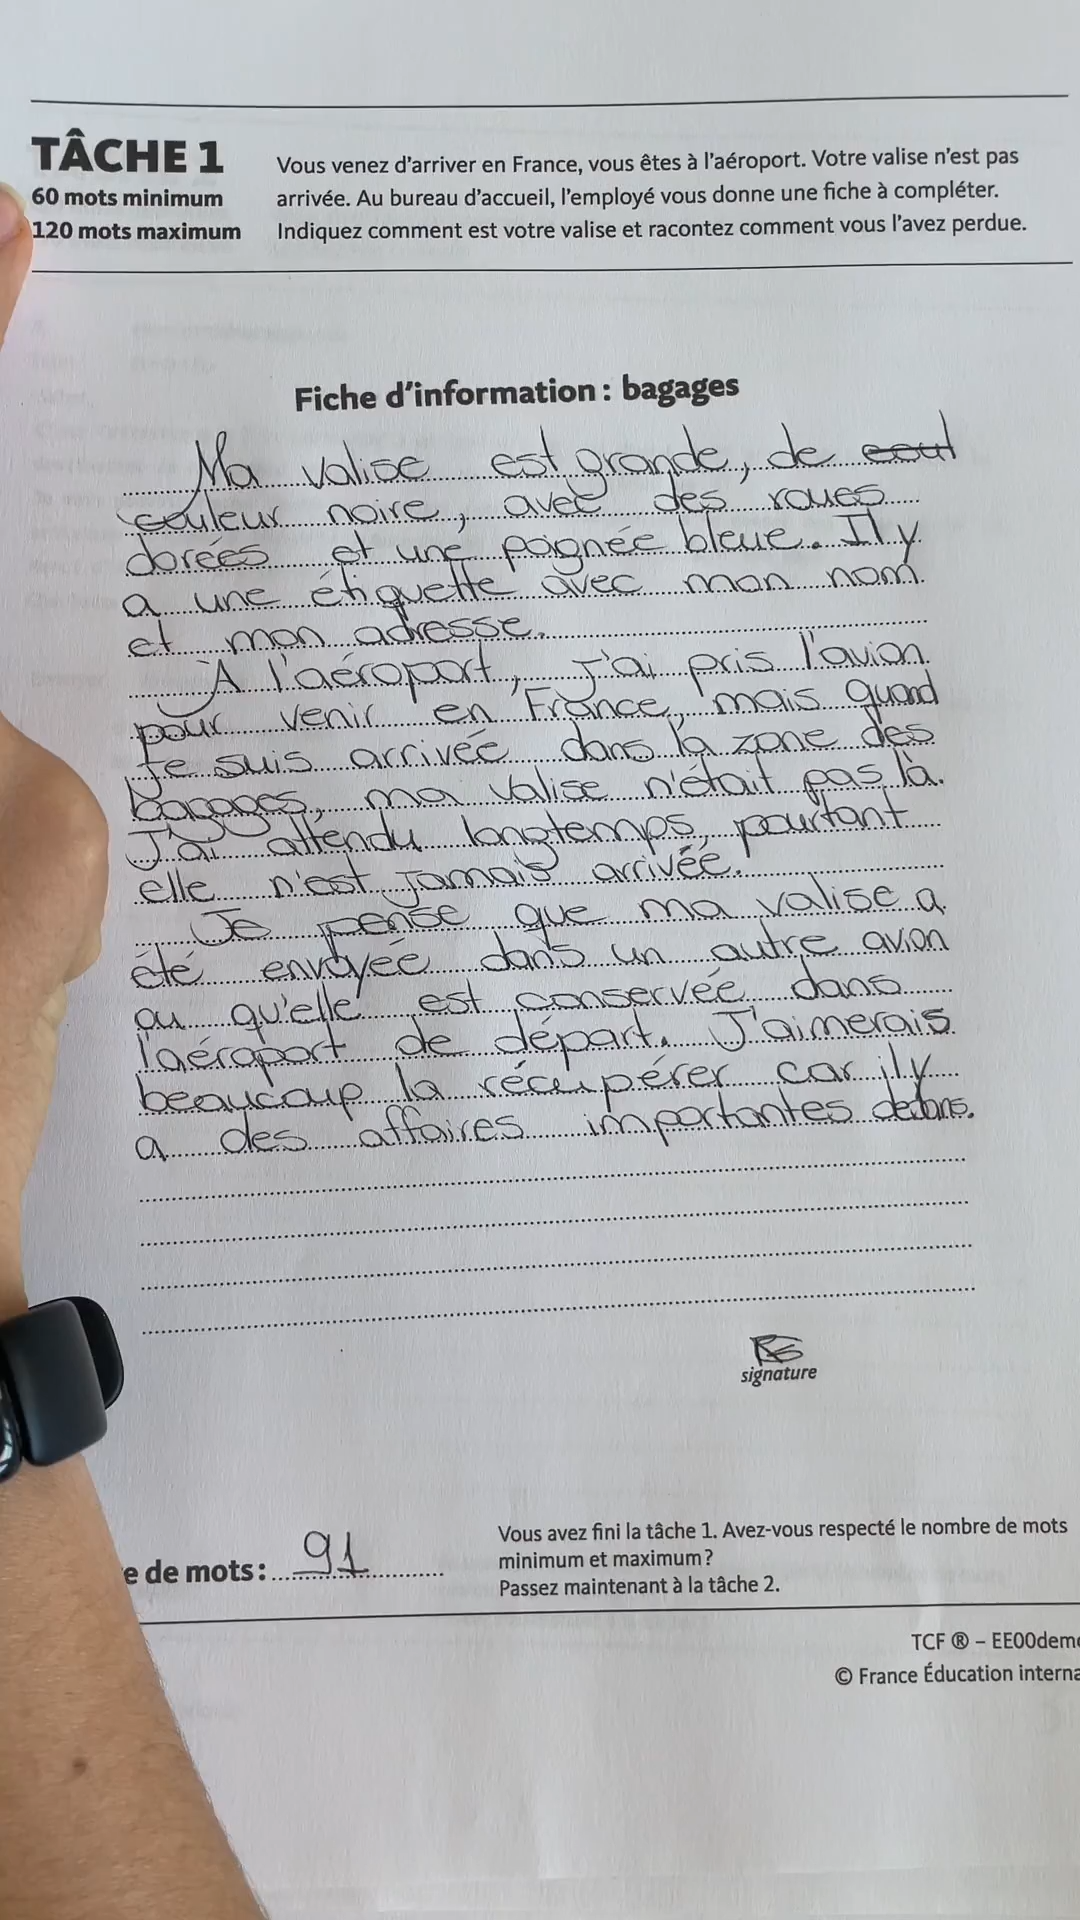 TÂCHE 1
60 mots minimum
120 mots maximum
Vous venez d'arriver en France, vous êtes à l'aéroport. Votre valise n'est pas
arrivée. Au bureau d'accueil, l'employé vous donne une fiche à compléter.
Indiquez comment est votre valise et racontez comment vous l'avez perdue.
Fiche d'information : bagages
Ma valise est grande, de coul
couleur noire, avec des roues
dorées et une poignée bleue. Il y
a une étiquette avec mon nom
et mon adresse.
À l'aéroport, j'ai pris l'avion
pour venir en France, mais quand
je suis arrivée dans la zone des
bagages, ma valise n'était pas là.
J'ai attendu longtemps, pourtant
elle n'est jamais arrivée.
Je pense que ma valise a
été envoyée dans un autre avion
ou qu'elle est conservée dans
l'aéroport de départ. J'aimerais
beaucoup la récupérer car il y
a des affaires importantes dedans.
signature
e de mots : 91
Vous avez fini la tâche 1. Avez-vous respecté le nombre de mots
minimum et maximum ?
Passez maintenant à la tâche 2.
TCF ® – EE00demo
© France Éducation interna